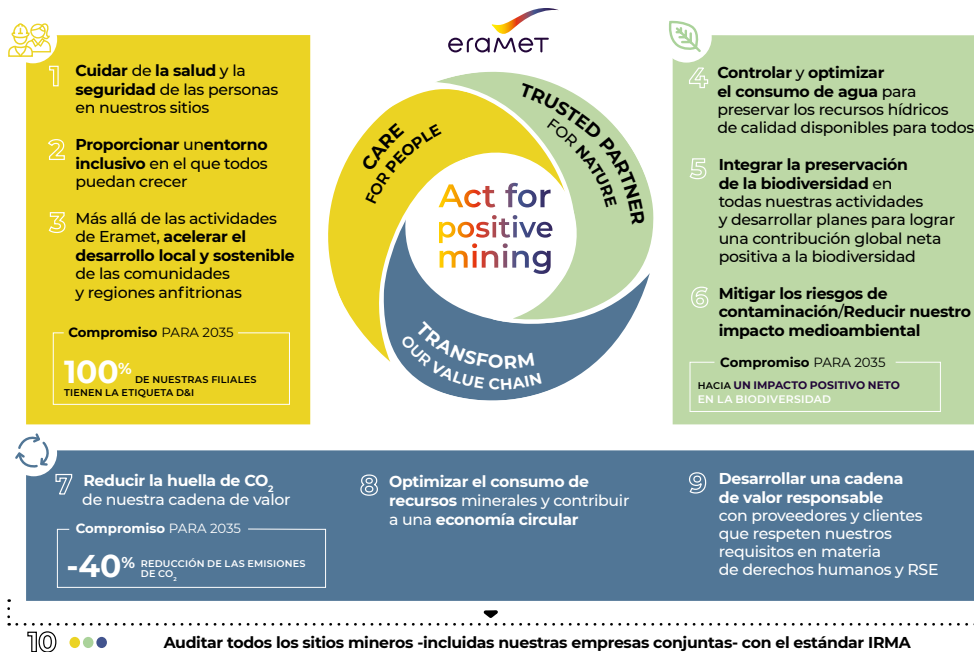 eramet
1 Cuidar de la salud y la
seguridad de las personas
en nuestros sitios
2 Proporcionar unentorno
inclusivo en el que todos
puedan crecer
3 Más allá de las actividades
de Eramet, acelerar el
desarrollo local y sostenible
de las comunidades
y regiones anfitrionas
Compromiso PARA 2035
100% DE NUESTRAS FILIALES
TIENEN LA ETIQUETA D&I
CARE
FOR PEOPLE
TRUSTED PARTNER
FOR NATURE
Act for
positive
mining
TRANSFORM
OUR VALUE CHAIN
4 Controlar y optimizar
el consumo de agua para
preservar los recursos hídricos
de calidad disponibles para todos
5 Integrar la preservación
de la biodiversidad en
todas nuestras actividades
y desarrollar planes para lograr
una contribución global neta
positiva a la biodiversidad
6 Mitigar los riesgos de
contaminación/Reducir nuestro
impacto medioambiental
Compromiso PARA 2035
HACIA UN IMPACTO POSITIVO NETO
EN LA BIODIVERSIDAD
7 Reducir la huella de CO₂
de nuestra cadena de valor
Compromiso PARA 2035
-40% REDUCCIÓN DE LAS EMISIONES
DE CO₂
8 Optimizar el consumo de
recursos minerales y contribuir
a una economía circular
9 Desarrollar una cadena
de valor responsable
con proveedores y clientes
que respeten nuestros
requisitos en materia
de derechos humanos y RSE
10 Auditar todos los sitios mineros -incluidas nuestras empresas conjuntas- con el estándar IRMA